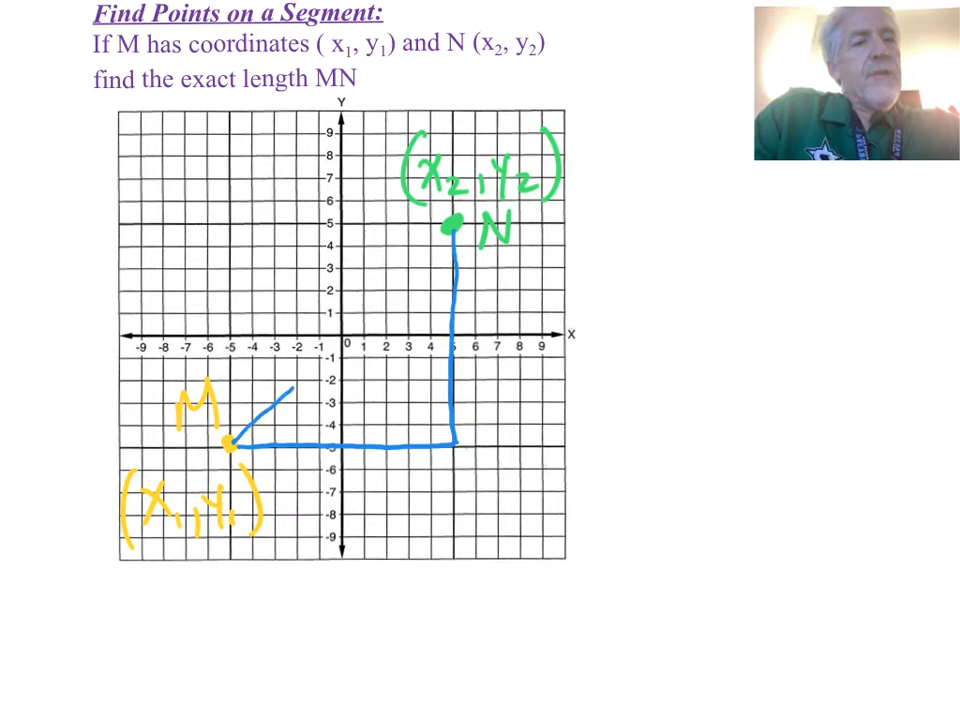 Find Points on a Segment:
If M has coordinates ( x₁, y₁) and N (x₂, y₂)
find the exact length MN
Y
9
8
7
6
5
4
3
2
1
(x₂, y₂)
N
-9 -8 -7 -6 -5 -4 -3 -2 -1 0 1 2 3 4 5 6 7 8 9 X
-1
-2
-3
-4
-5
-6
-7
-8
-9
M
(x₁, y₁)